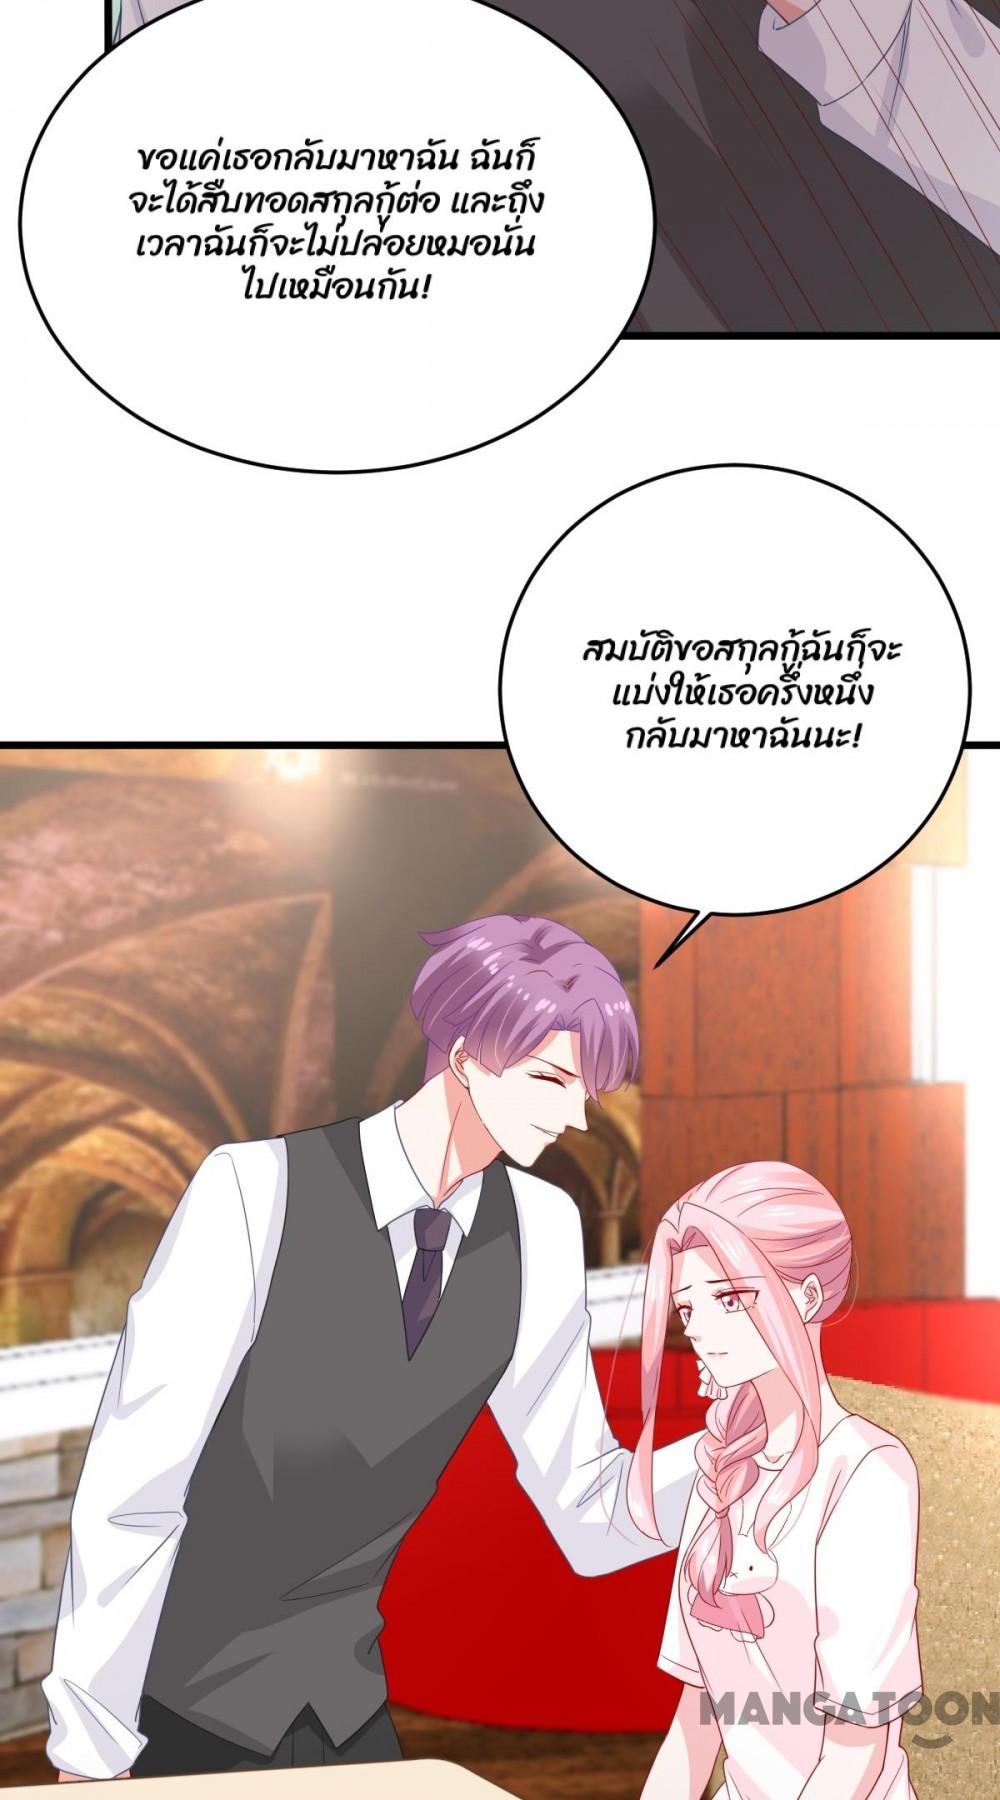 ขอแค่เธอกลับมาหาฉัน ฉันก็
จะได้สืบทอดสกุลกู้ต่อ และถึง
เวลาฉันก็จะไม่ปล่อยหมอนั่น
ไปเหมือนกัน!
สมบัติขอสกุลกู้ฉันก็จะ
แบ่งให้เธอครึ่งหนึ่ง
กลับมาหาฉันนะ!
MANGATOON